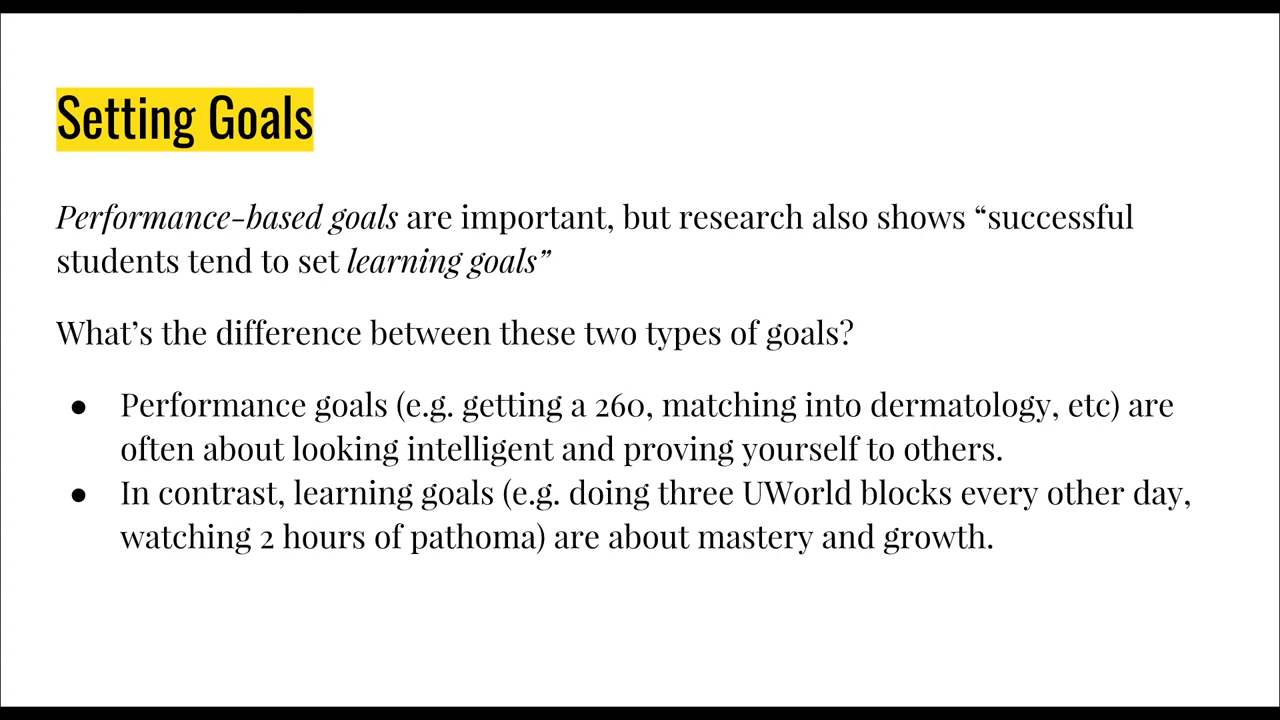 Setting Goals
Performance-based goals are important, but research also shows “successful
students tend to set learning goals”
What’s the difference between these two types of goals?
● Performance goals (e.g. getting a 260, matching into dermatology, etc) are
often about looking intelligent and proving yourself to others.
● In contrast, learning goals (e.g. doing three UWorld blocks every other day,
watching 2 hours of pathoma) are about mastery and growth.